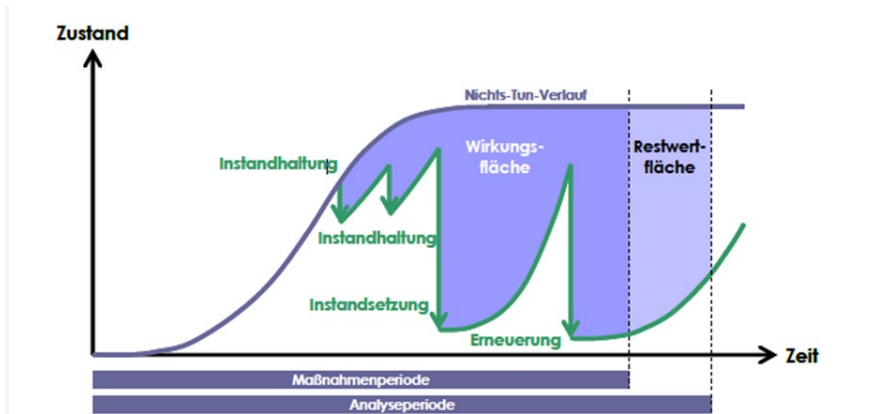 Zustand
Nichts-Tun-Verlauf
Instandhaltung
Wirkungs-
fläche
Restwert-
fläche
Instandhaltung
Instandsetzung
Erneuerung
Zeit
Maßnahmenperiode
Analyseperiode